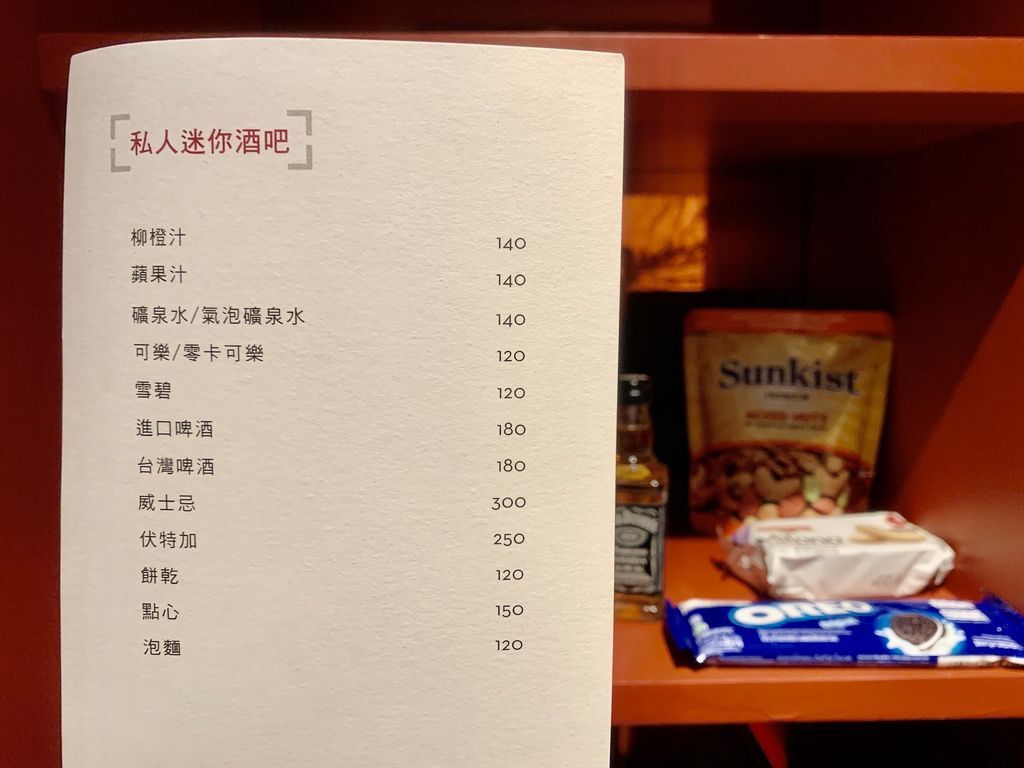 私人迷你酒吧
柳橙汁 140
蘋果汁 140
礦泉水/氣泡礦泉水 140
可樂/零卡可樂 120
雪碧 120
進口啤酒 180
台灣啤酒 180
威士忌 300
伏特加 250
餅乾 120
點心 150
泡麵 120
Sunkist
MIXED NUTS
OREO